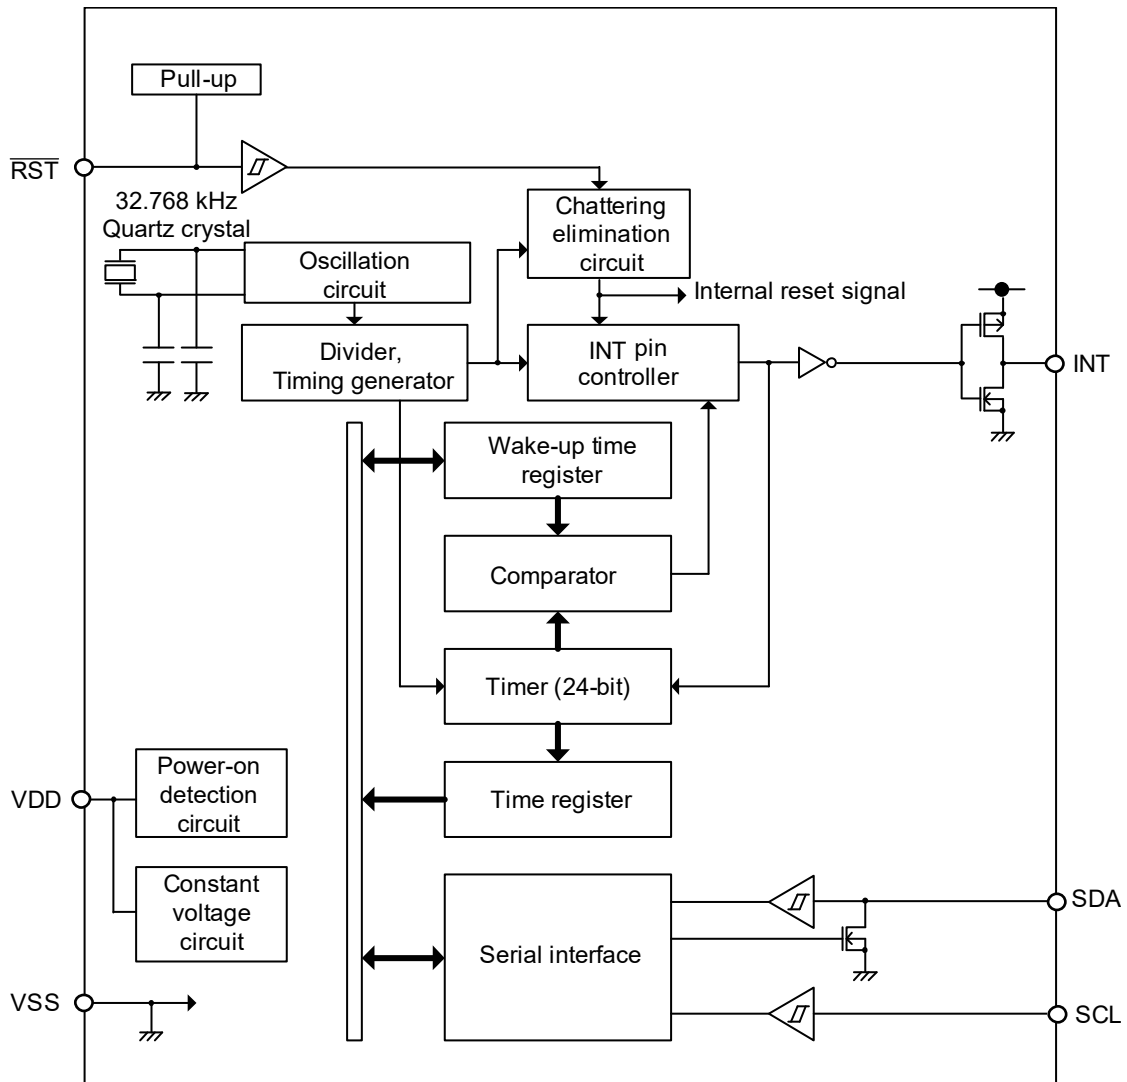 Pull-up
RST
32.768 kHz
Quartz crystal
Chattering
elimination
circuit
Oscillation
circuit
Internal reset signal
Divider,
Timing generator
INT pin
controller
INT
Wake-up time
register
Comparator
Timer (24-bit)
Power-on
detection
circuit
VDD
Time register
Constant
voltage
circuit
SDA
Serial interface
VSS
SCL